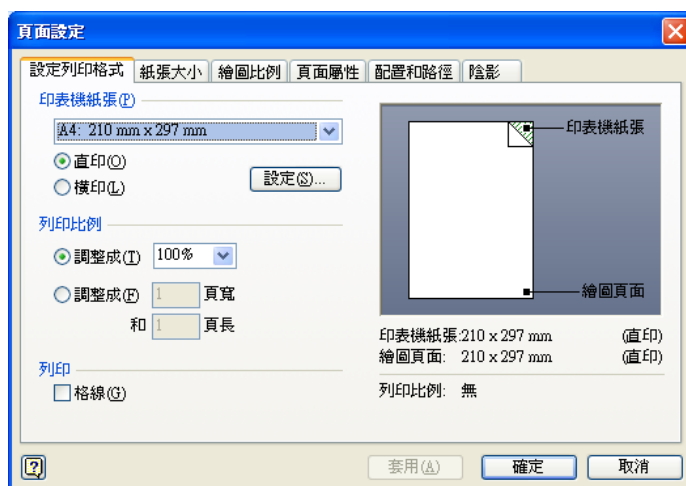 頁面設定
設定列印格式 紙張大小 繪圖比例 頁面屬性 配置和路徑 陰影
印表機紙張(P)
A4: 210 mm x 297 mm
直印(O)
橫印(L)
設定(S)...
列印比例
調整成(T) 100%
調整成(F) 1 頁寬
和 1 頁長
列印
格線(G)
印表機紙張
繪圖頁面
印表機紙張:210 x 297 mm (直印)
繪圖頁面: 210 x 297 mm (直印)
列印比例: 無
套用(A) 確定 取消